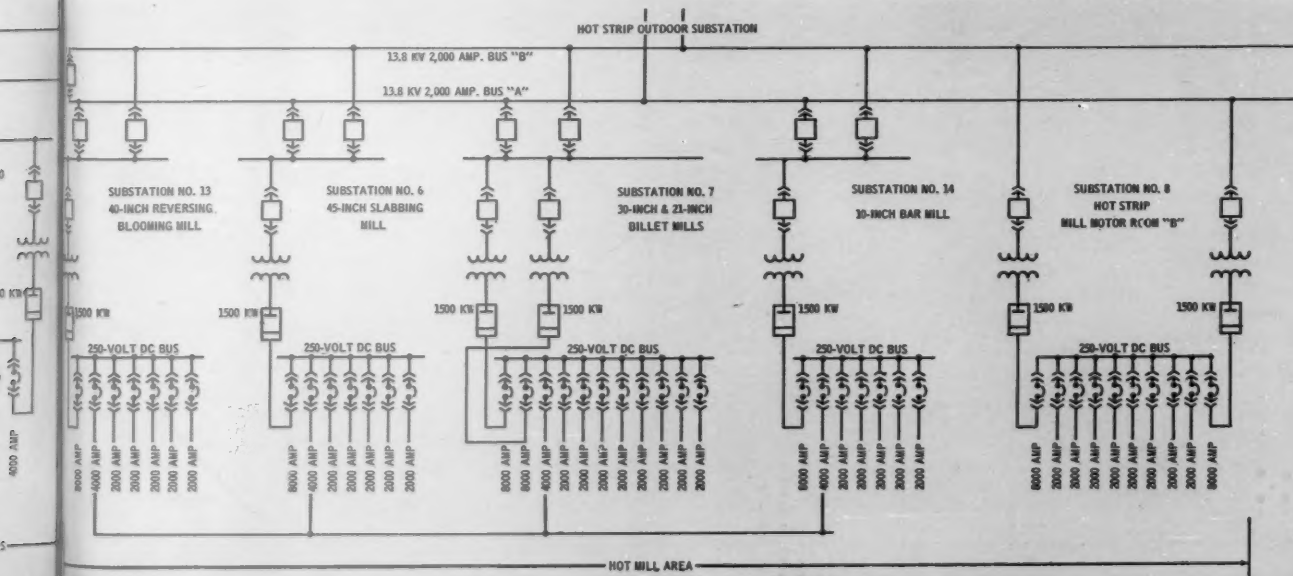 HOT STRIP OUTDOOR SUBSTATION
13.8 KV 2,000 AMP. BUS "B"
13.8 KV 2,000 AMP. BUS "A"
SUBSTATION NO. 13
40-INCH REVERSING
BLOOMING MILL
SUBSTATION NO. 6
45-INCH SLABBING
MILL
SUBSTATION NO. 7
30-INCH & 21-INCH
BILLET MILLS
SUBSTATION NO. 14
10-INCH BAR MILL
SUBSTATION NO. 8
HOT STRIP
MILL MOTOR ROOM "B"
KW
1500 KW
1500 KW
1500 KW
1500 KW
1500 KW
1500 KW
1500 KW
250-VOLT DC BUS
250-VOLT DC BUS
250-VOLT DC BUS
250-VOLT DC BUS
250-VOLT DC BUS
4000 AMP
8000 AMP
4000 AMP
2000 AMP
2000 AMP
2000 AMP
2000 AMP
2000 AMP
8000 AMP
4000 AMP
2000 AMP
2000 AMP
2000 AMP
2000 AMP
2000 AMP
8000 AMP
8000 AMP
4000 AMP
2000 AMP
2000 AMP
2000 AMP
2000 AMP
2000 AMP
2000 AMP
2000 AMP
2000 AMP
8000 AMP
4000 AMP
2000 AMP
2000 AMP
2000 AMP
2000 AMP
2000 AMP
8000 AMP
2000 AMP
2000 AMP
2000 AMP
2000 AMP
2000 AMP
2000 AMP
2000 AMP
2000 AMP
8000 AMP
HOT MILL AREA